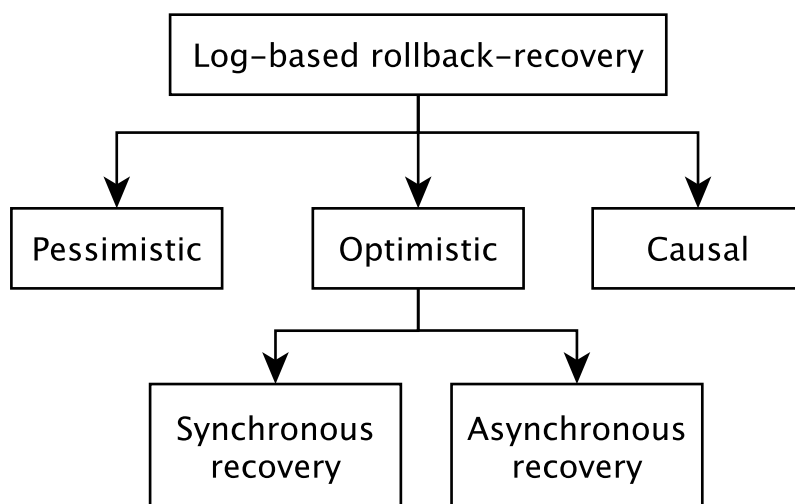 Log-based rollback-recovery
Pessimistic
Optimistic
Causal
Synchronous
recovery
Asynchronous
recovery